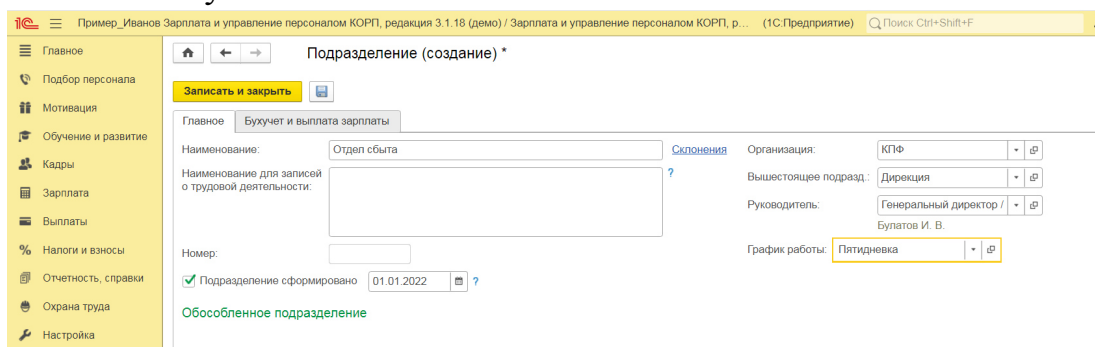 1С Пример_Иванов Зарплата и управление персоналом КОРП, редакция 3.1.18 (демо) / Зарплата и управление персоналом КОРП, р... (1С:Предприятие) Поиск Ctrl+Shift+F
Главное
Подбор персонала
Мотивация
Обучение и развитие
Кадры
Зарплата
Выплаты
Налоги и взносы
Отчетность, справки
Охрана труда
Настройка
Подразделение (создание) *
Записать и закрыть
Главное Бухучет и выплата зарплаты
Наименование: Отдел сбыта Склонения
Наименование для записей ?
о трудовой деятельности:
Номер:
Подразделение сформировано 01.01.2022 ?
Обособленное подразделение
Организация: КПФ
Вышестоящее подразд.: Дирекция
Руководитель: Генеральный директор /
Булатов И. В.
График работы: Пятидневка